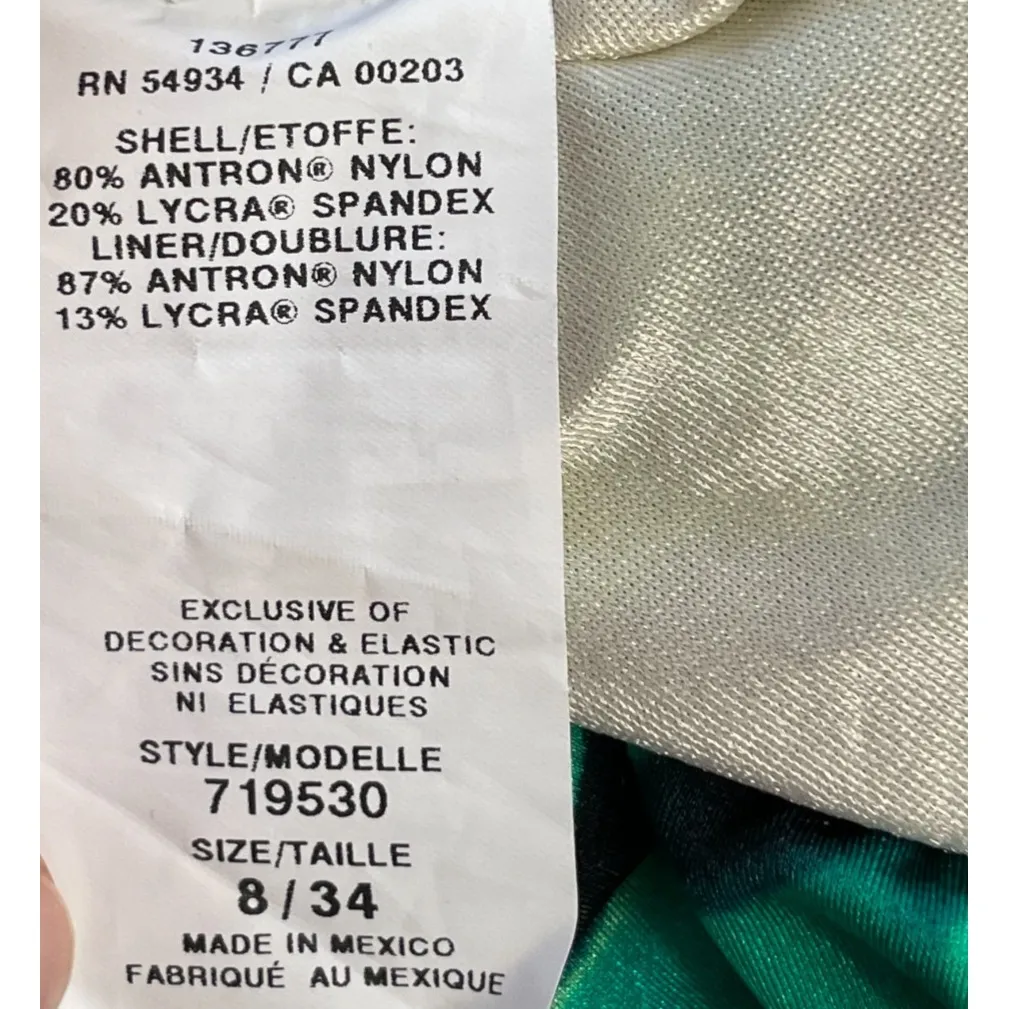 136777
RN 54934 / CA 00203
SHELL/ETOFFE:
80% ANTRON® NYLON
20% LYCRA® SPANDEX
LINER/DOUBLURE:
87% ANTRON® NYLON
13% LYCRA® SPANDEX
EXCLUSIVE OF
DECORATION & ELASTIC
SINS DÉCORATION
NI ELASTIQUES
STYLE/MODELLE
719530
SIZE/TAILLE
8/34
MADE IN MEXICO
FABRIQUÉ AU MEXIQUE